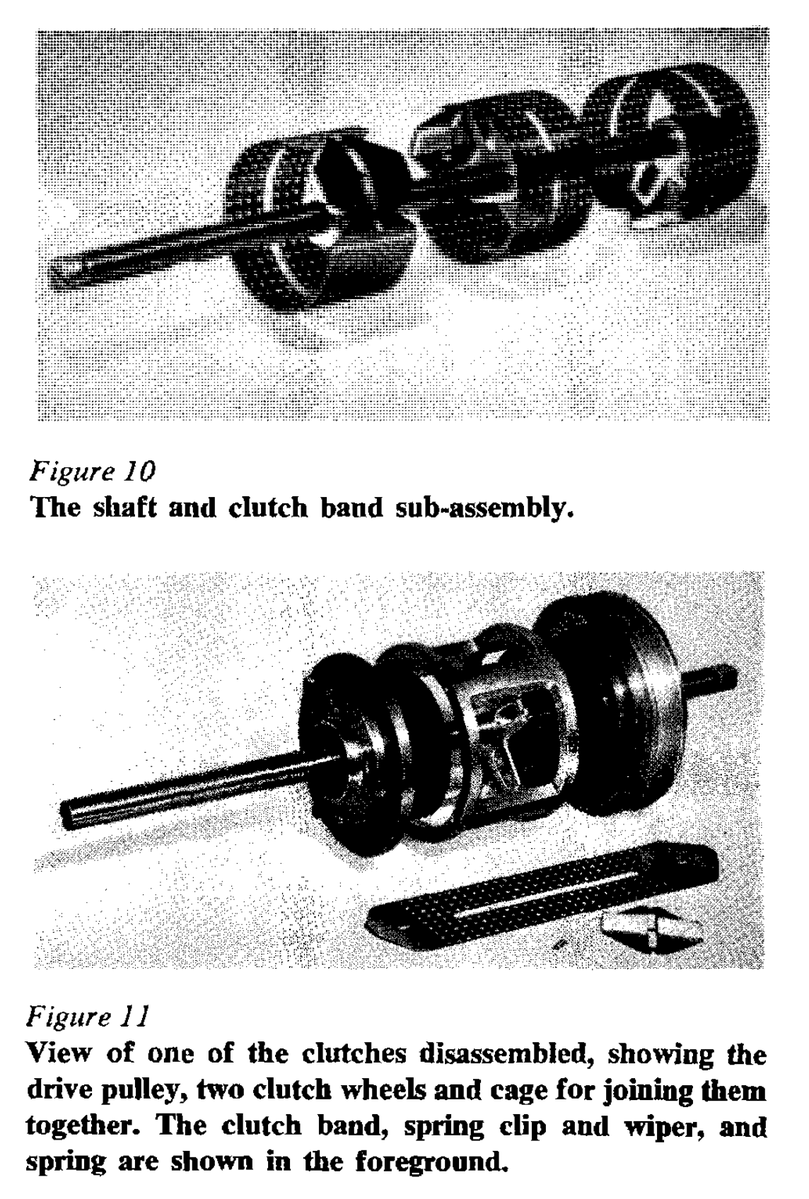 Figure 10
The shaft and clutch band sub-assembly.
Figure 11
View of one of the clutches disassembled, showing the
drive pulley, two clutch wheels and cage for joining them
together. The clutch band, spring clip and wiper, and
spring are shown in the foreground.